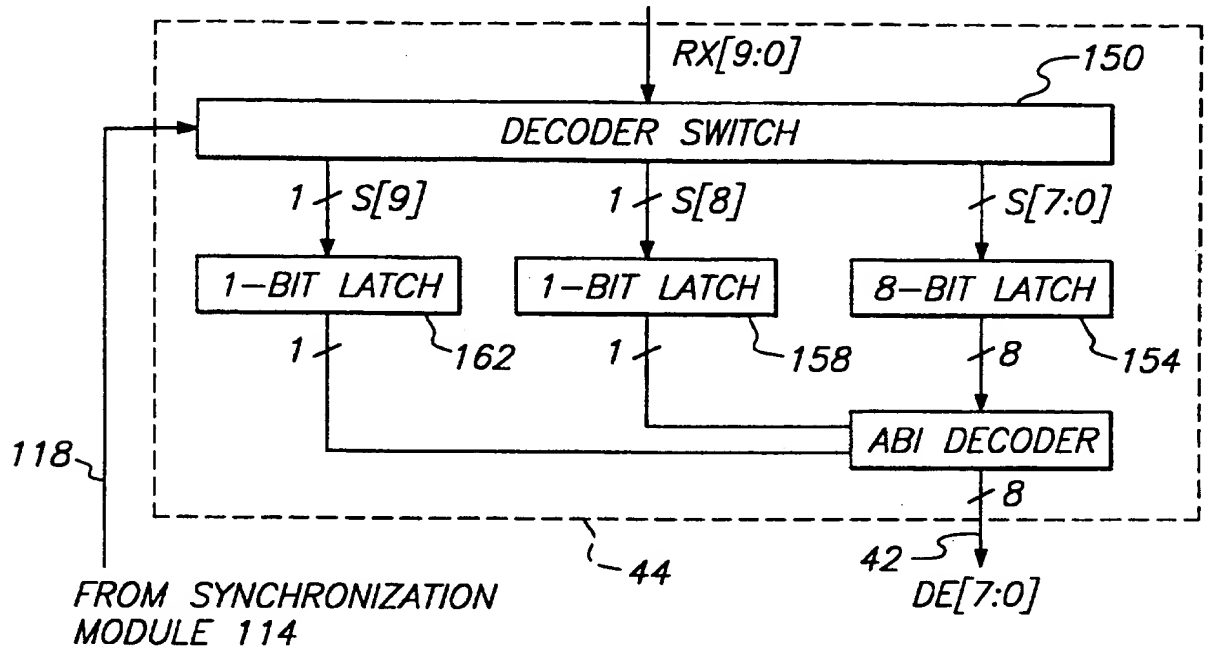 RX[9:0]
150
DECODER SWITCH
1 S[9]
1 S[8]
S[7:0]
1-BIT LATCH
1-BIT LATCH
8-BIT LATCH
1
162
1
158
8
154
ABI DECODER
118
8
44
42
DE[7:0]
FROM SYNCHRONIZATION
MODULE 114